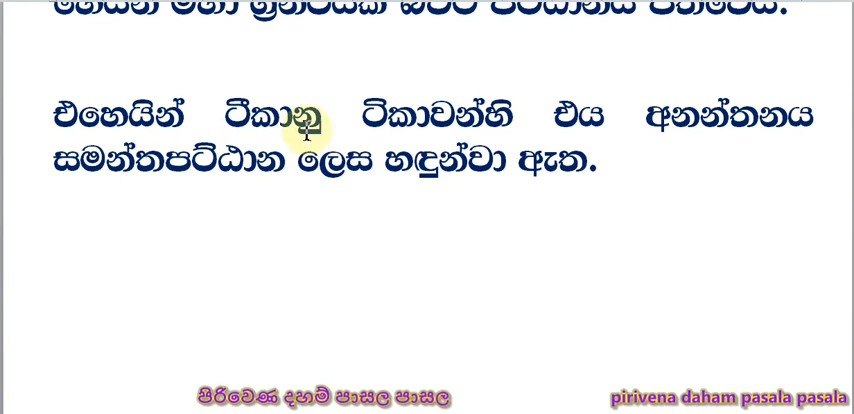 එහෙයින් ටීකානු ටිකාවන්හි එය අනන්තනය
සමන්තපට්ඨාන ලෙස හඳුන්වා ඇත.
පිරිවෙණ දහම් පාසල පාසල
pirivena daham pasala pasala